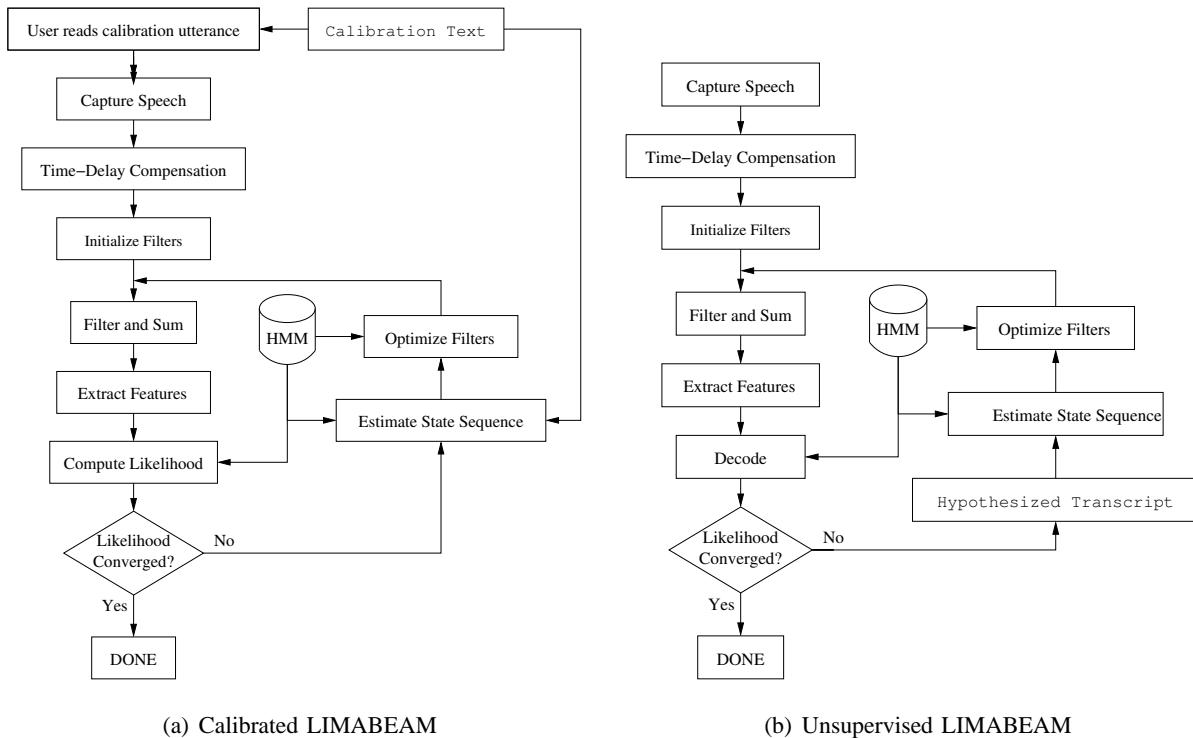 User reads calibration utterance
Calibration Text
Capture Speech
Time−Delay Compensation
Initialize Filters
Filter and Sum
HMM
Optimize Filters
Extract Features
Estimate State Sequence
Compute Likelihood
Likelihood
Converged?
No
Yes
DONE
(a) Calibrated LIMABEAM
Capture Speech
Time−Delay Compensation
Initialize Filters
Filter and Sum
HMM
Optimize Filters
Extract Features
Estimate State Sequence
Decode
Hypothesized Transcript
Likelihood
Converged?
No
Yes
DONE
(b) Unsupervised LIMABEAM